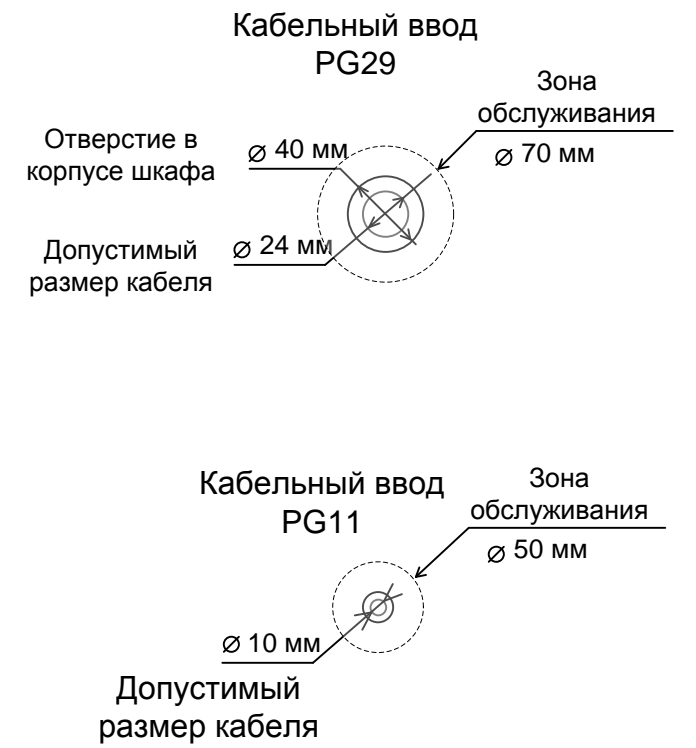 Кабельный ввод
PG29
Зона
обслуживания
⌀ 70 мм
Отверстие в
корпусе шкафа
⌀ 40 мм
Допустимый
размер кабеля
⌀ 24 мм
Кабельный ввод
PG11
Зона
обслуживания
⌀ 50 мм
⌀ 10 мм
Допустимый
размер кабеля